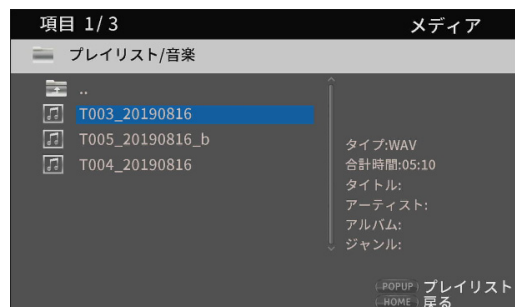 項目 1/3
メディア
プレイリスト/音楽
..
T003_20190816
T005_20190816_b
T004_20190816
タイプ:WAV
合計時間:05:10
タイトル:
アーティスト:
アルバム:
ジャンル:
POPUP プレイリスト
HOME 戻る